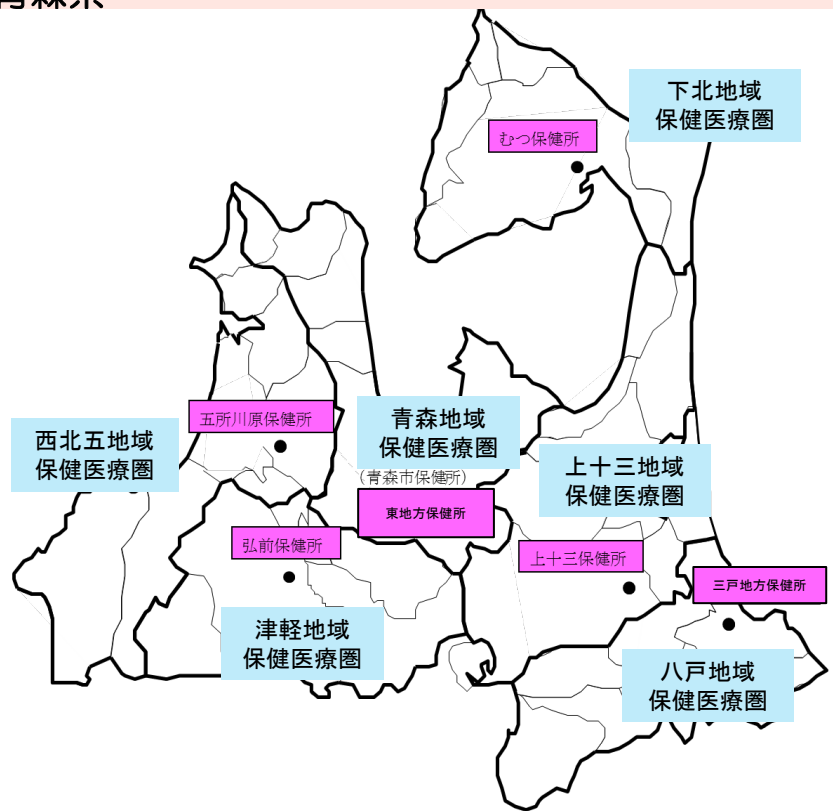 青森県
下北地域
保健医療圏
むつ保健所
五所川原保健所
青森地域
保健医療圏
西北五地域
保健医療圏
(青森市保健所)
上十三地域
保健医療圏
東地方保健所
弘前保健所
上十三保健所
三戸地方保健所
津軽地域
保健医療圏
八戸地域
保健医療圏